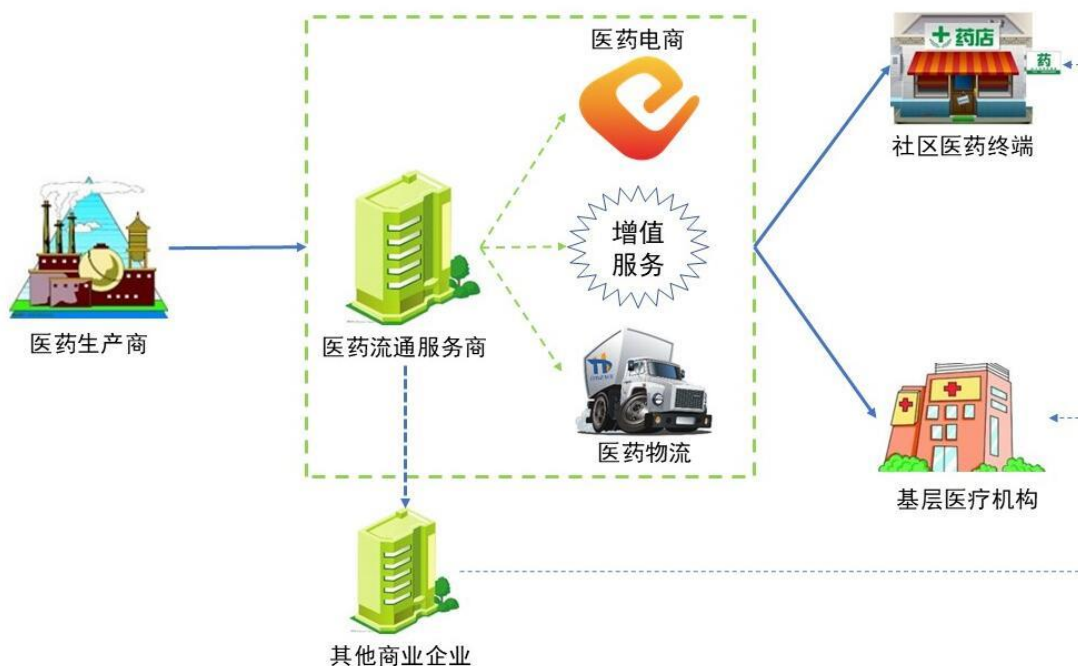 医药电商
药店
药
社区医药终端
增值
服务
医药生产商
医药流通服务商
医药物流
基层医疗机构
其他商业企业